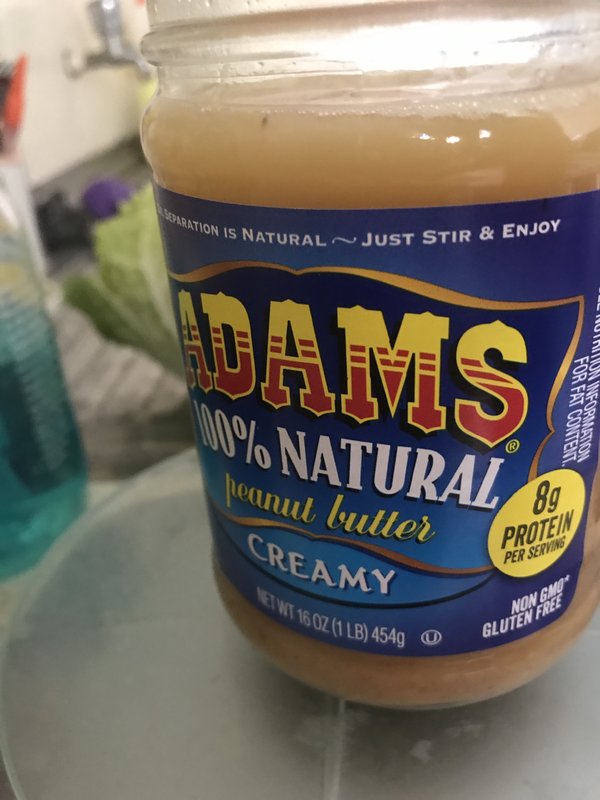 SEPARATION IS NATURAL ~ JUST STIR & ENJOY
ADAMS®
100% NATURAL
peanut butter
CREAMY
NET WT 16 OZ (1 LB) 454g U
8g
PROTEIN
PER SERVING
NON GMO*
GLUTEN FREE
NUTRITION INFORMATION
FOR FAT CONTENT.